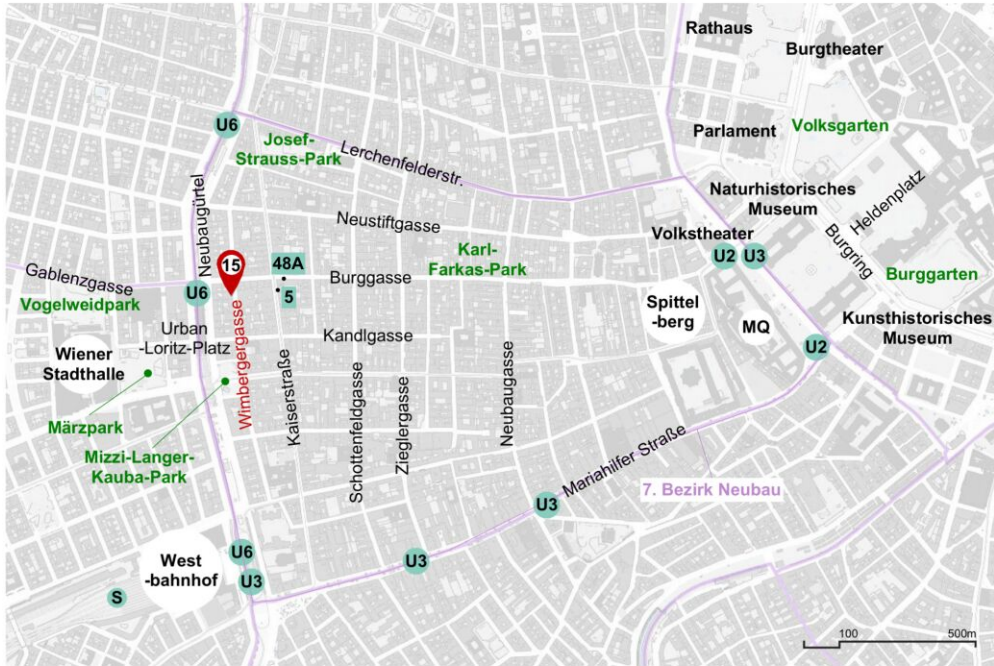 Rathaus
Burgtheater
U6
Josef-
Strauss-Park
Lerchenfelderstr.
Parlament
Volksgarten
Neubaugürtel
Naturhistorisches
Museum
Heldenplatz
Neustiftgasse
Volkstheater
Burgring
Gablenzgasse
15
48A
Burggasse
Karl-
Farkas-Park
U2
U3
Burggarten
Vogelweidpark
U6
5
Spittel
-berg
MQ
Kunsthistorisches
Museum
Urban
-Loritz-Platz
Wimbergergasse
Kandlgasse
U2
Wiener
Stadthalle
Kaiserstraße
Schottenfeldgasse
Zieglergasse
Neubaugasse
Märzpark
Mizzi-Langer-
Kauba-Park
Mariahilfer Straße
7. Bezirk Neubau
U3
West
-bahnhof
U6
U3
U3
S
100
500m